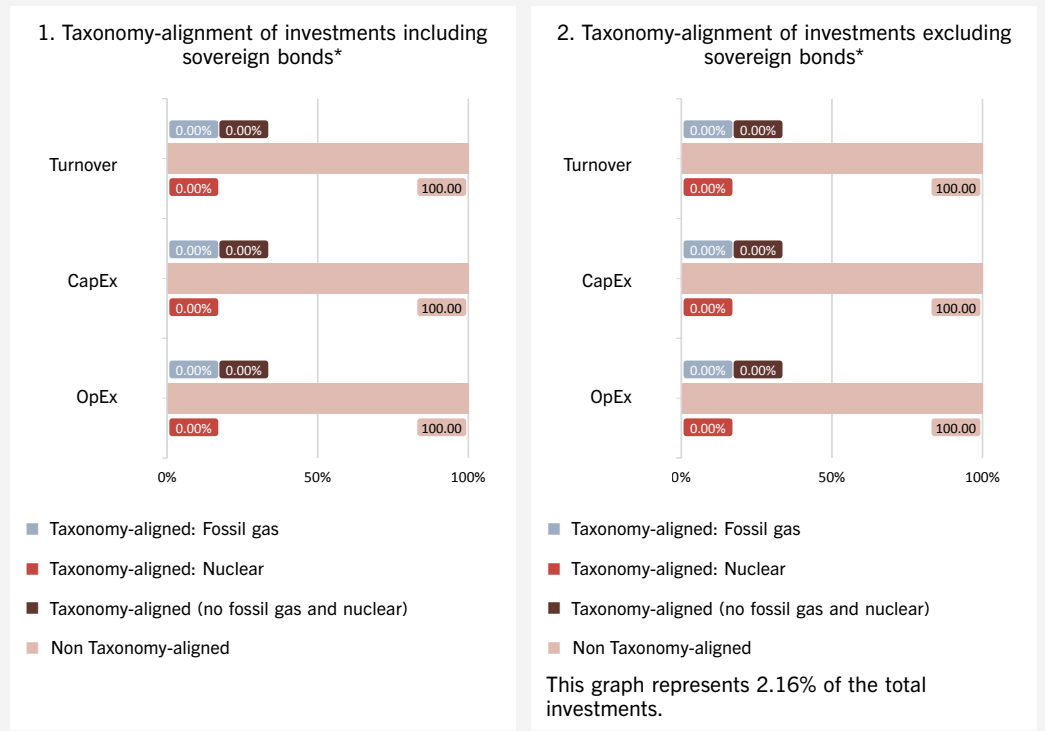 1. Taxonomy-alignment of investments including
sovereign bonds*
Turnover
0.00% 0.00%
0.00% 100.00
CapEx
0.00% 0.00%
0.00% 100.00
OpEx
0.00% 0.00%
0.00% 100.00
0% 50% 100%
Taxonomy-aligned: Fossil gas
Taxonomy-aligned: Nuclear
Taxonomy-aligned (no fossil gas and nuclear)
Non Taxonomy-aligned
2. Taxonomy-alignment of investments excluding
sovereign bonds*
Turnover
0.00% 0.00%
0.00% 100.00
CapEx
0.00% 0.00%
0.00% 100.00
OpEx
0.00% 0.00%
0.00% 100.00
0% 50% 100%
Taxonomy-aligned: Fossil gas
Taxonomy-aligned: Nuclear
Taxonomy-aligned (no fossil gas and nuclear)
Non Taxonomy-aligned
This graph represents 2.16% of the total
investments.